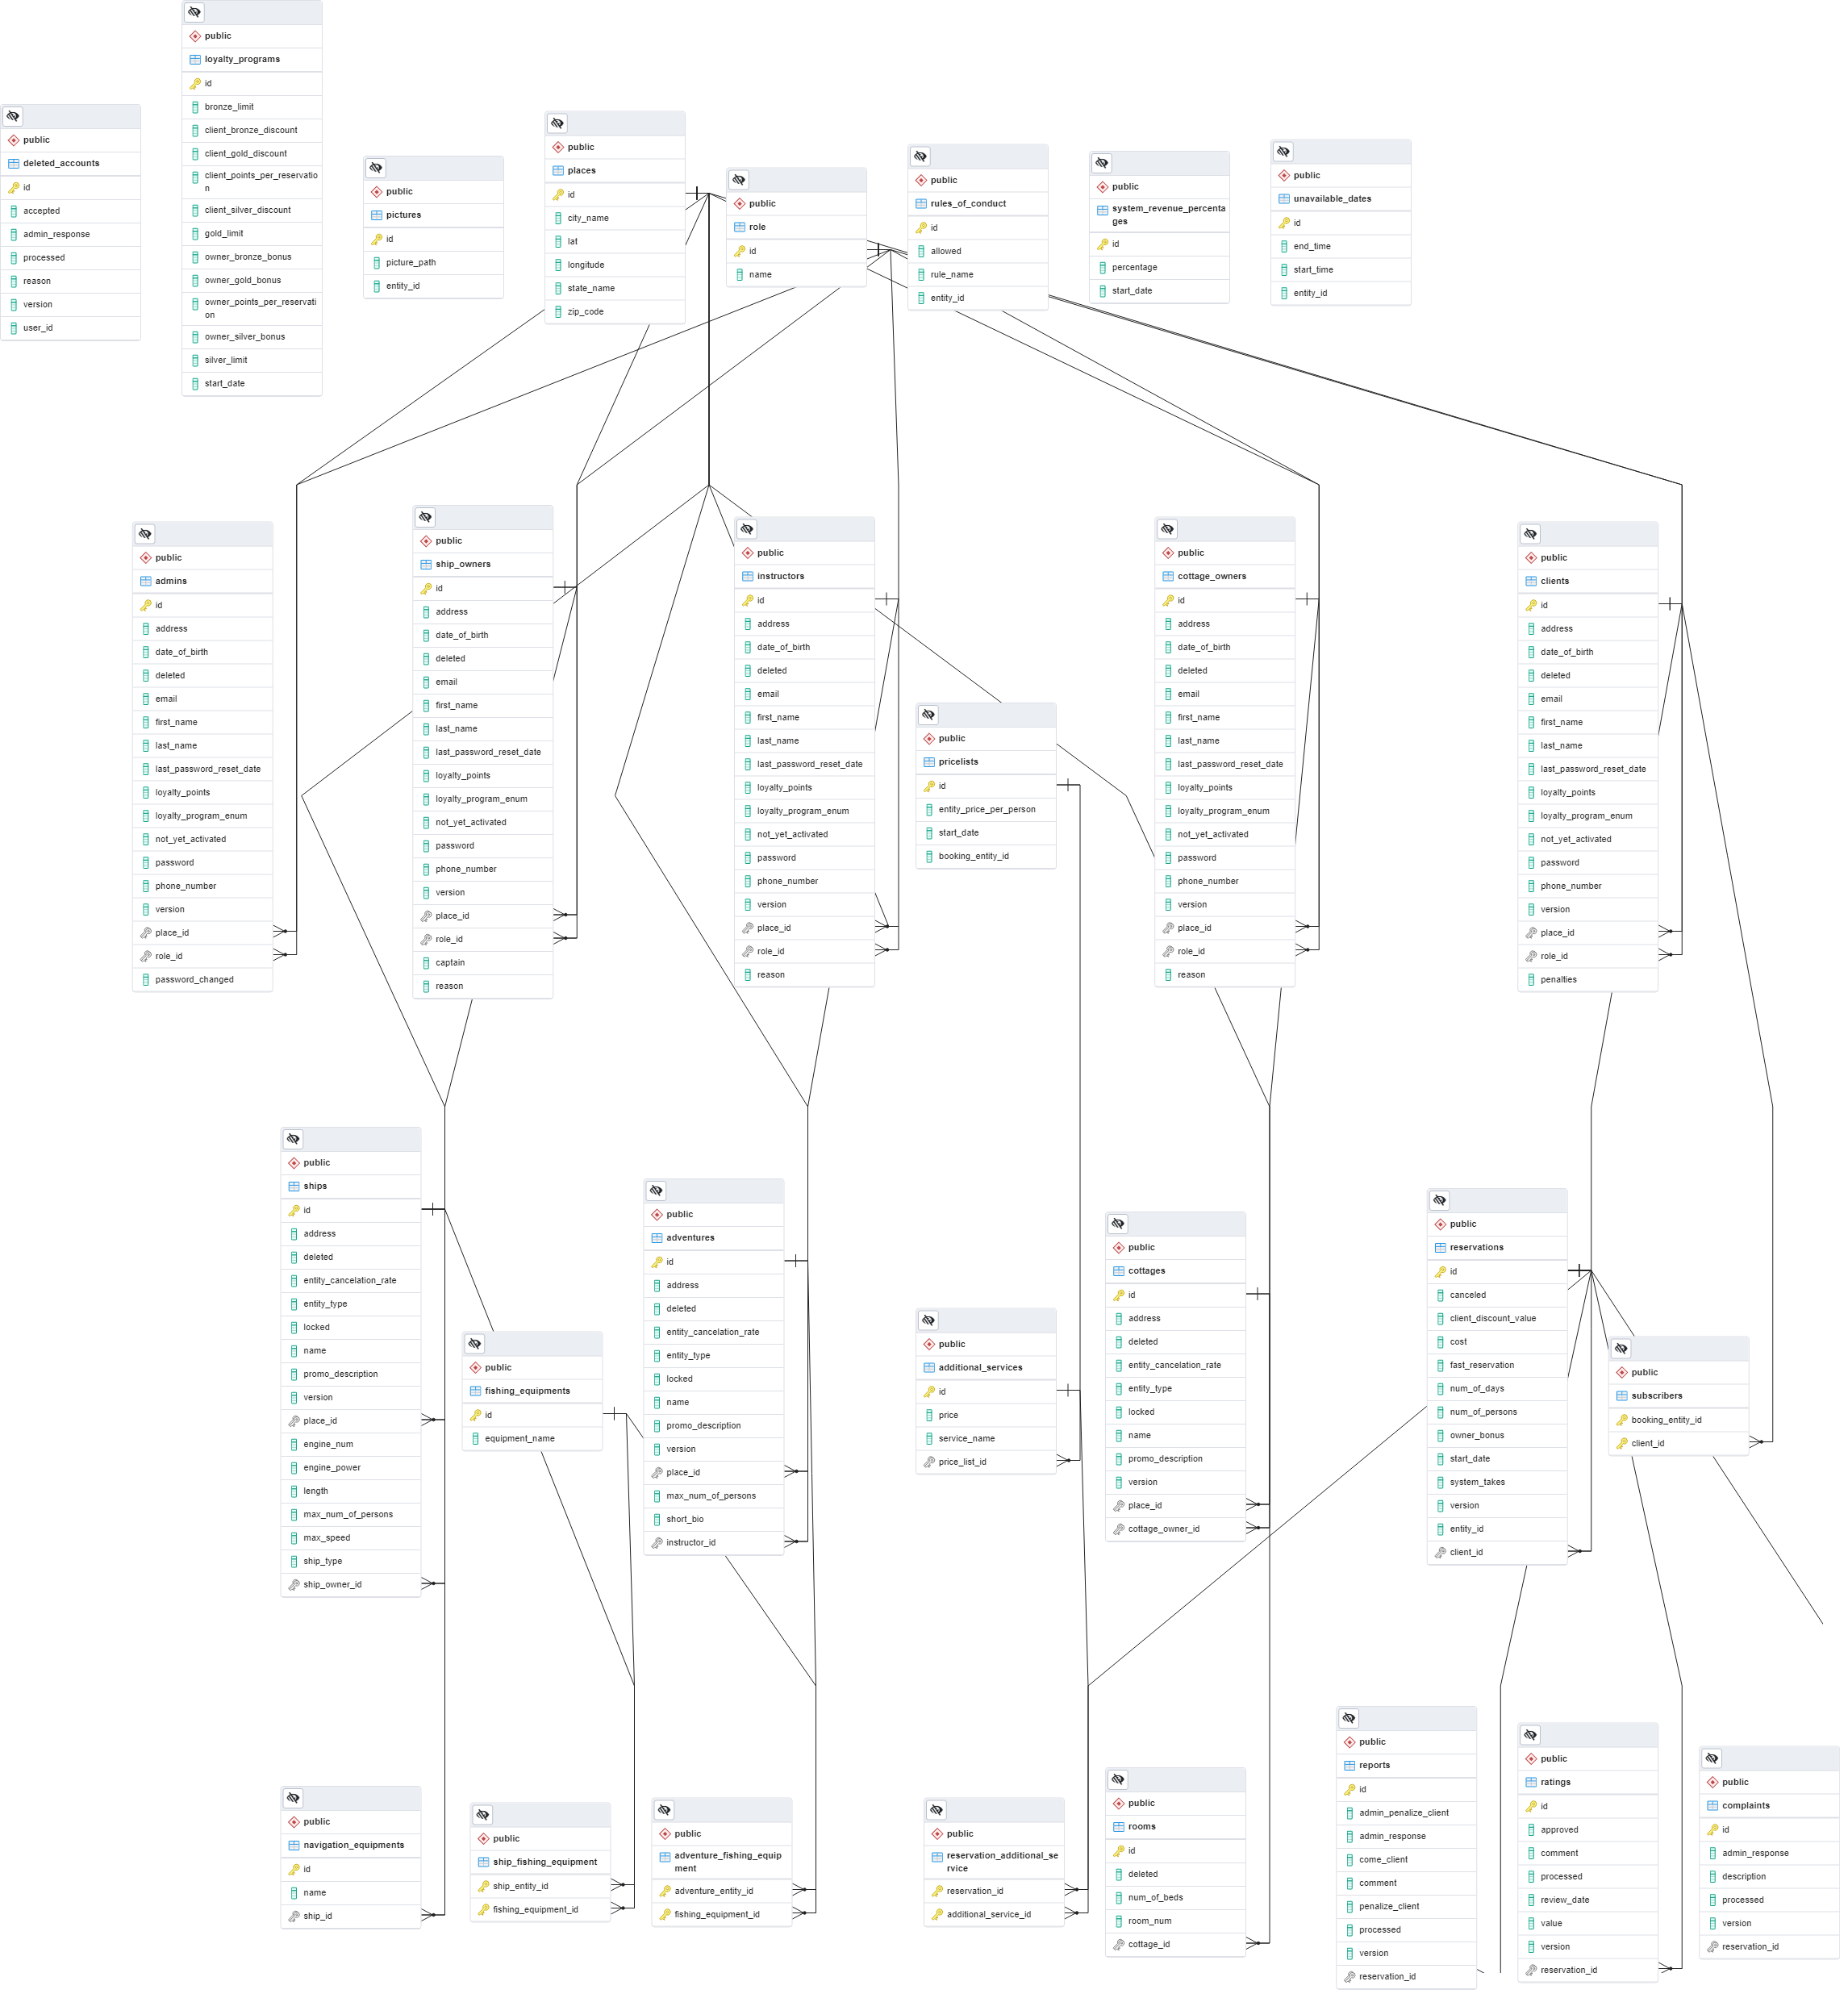 public
loyalty_programs
id
bronze_limit
client_bronze_discount
client_gold_discount
client_points_per_reservatio
n
client_silver_discount
gold_limit
owner_bronze_bonus
owner_gold_bonus
owner_points_per_reservati
on
owner_silver_bonus
silver_limit
start_date
public
deleted_accounts
id
accepted
admin_response
processed
reason
version
user_id
public
pictures
id
picture_path
entity_id
public
places
id
city_name
lat
longitude
state_name
zip_code
public
role
id
name
public
rules_of_conduct
id
allowed
rule_name
entity_id
public
system_revenue_percenta
ges
id
percentage
start_date
public
unavailable_dates
id
end_time
start_time
entity_id
public
admins
id
address
date_of_birth
deleted
email
first_name
last_name
last_password_reset_date
loyalty_points
loyalty_program_enum
not_yet_activated
password
phone_number
version
place_id
role_id
password_changed
public
ship_owners
id
address
date_of_birth
deleted
email
first_name
last_name
last_password_reset_date
loyalty_points
loyalty_program_enum
not_yet_activated
password
phone_number
version
place_id
role_id
captain
reason
public
instructors
id
address
date_of_birth
deleted
email
first_name
last_name
last_password_reset_date
loyalty_points
loyalty_program_enum
not_yet_activated
password
phone_number
version
place_id
role_id
reason
public
pricelists
id
entity_price_per_person
start_date
booking_entity_id
public
cottage_owners
id
address
date_of_birth
deleted
email
first_name
last_name
last_password_reset_date
loyalty_points
loyalty_program_enum
not_yet_activated
password
phone_number
version
place_id
role_id
reason
public
clients
id
address
date_of_birth
deleted
email
first_name
last_name
last_password_reset_date
loyalty_points
loyalty_program_enum
not_yet_activated
password
phone_number
version
place_id
role_id
penalties
public
ships
id
address
deleted
entity_cancelation_rate
entity_type
locked
name
promo_description
version
place_id
engine_num
engine_power
length
max_num_of_persons
max_speed
ship_type
ship_owner_id
public
fishing_equipments
id
equipment_name
public
adventures
id
address
deleted
entity_cancelation_rate
entity_type
locked
name
promo_description
version
place_id
max_num_of_persons
short_bio
instructor_id
public
additional_services
id
price
service_name
price_list_id
public
cottages
id
address
deleted
entity_cancelation_rate
entity_type
locked
name
promo_description
version
place_id
cottage_owner_id
public
reservations
id
canceled
client_discount_value
cost
fast_reservation
num_of_days
num_of_persons
owner_bonus
start_date
system_takes
version
entity_id
client_id
public
subscribers
booking_entity_id
client_id
public
navigation_equipments
id
name
ship_id
public
ship_fishing_equipment
ship_entity_id
fishing_equipment_id
public
adventure_fishing_equip
ment
adventure_entity_id
fishing_equipment_id
public
reservation_additional_se
rvice
reservation_id
additional_service_id
public
rooms
id
deleted
num_of_beds
room_num
cottage_id
public
reports
id
admin_penalize_client
admin_response
come_client
comment
penalize_client
processed
version
reservation_id
public
ratings
id
approved
comment
processed
review_date
value
version
reservation_id
public
complaints
id
admin_response
description
processed
version
reservation_id